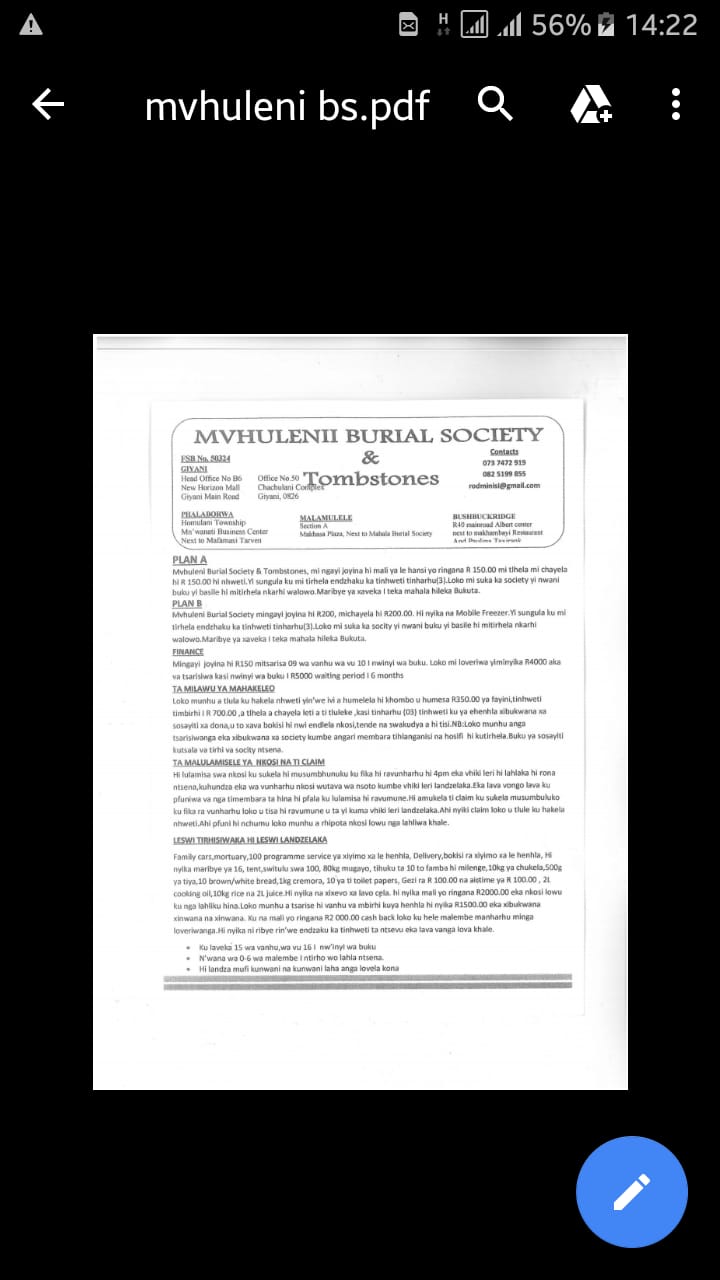 56% 14:22
mvhuleni bs.pdf
MVHULENII BURIAL SOCIETY
&
Tombstones
FSB No. 50324
GIYANI
Head Office No B6
New Horizon Mall
Giyani Main Road
Office No.50
Chachulani Complex
Giyani, 0826
Contacts
073 7472 919
082 5199 855
rodminisl@gmail.com
PHALABORWA
Homulani Township
Mn'wanati Business Center
Next to Mafamasi Tarven
MALAMULELE
Section A
Makhasa Plaza, Next to Mahala Burial Society
BUSHBUCKRIDGE
R40 mainroad Albert center
next to makhambayi Restaurant
PLAN A
Mvhuleni Burial Society & Tombstones, mi ngayi joyina hi mali ya le hansi yo ringana R 150.00 mi tlhela mi chayela
hi R 150.00 hi nhweti.Yi sungula ku mi tirhela endzhaku ka tinhweti tinharhu(3).Loko mi suka ka society yi nwani
buku yi basile hi mitirhela nkarhi walowo.Maribye ya xaveka I teka mahala hileka Bukuta.
PLAN B
Mvhuleni Burial Society mingayi joyina hi R200, michayela hi R200.00. Hi nyika na Mobile Freezer.Yi sungula ku mi
tirhela endzhaku ka tinhweti tinharhu(3).Loko mi suka ka socity yi nwani buku yi basile hi mitirhela nkarhi
walowo.Maribye ya xaveka I teka mahala hileka Bukuta.
FINANCE
Mingayi joyina hi R150 mitsarisa 09 wa vanhu wa vu 10 I nwinyi wa buku. Loko mi loveriwa yiminyika R4000 aka
va tsarisiwa kasi nwinyi wa buku I R5000 waiting period I 6 months
TA MILAWU YA MAHAKELEO
Loko munhu a tlula ku hakela nhweti yin'we ivi a humelela hi khombo u humesa R350.00 ya fayini,tinhweti
timbirhi I R 700.00 ,a tlhela a chayela leti a ti tluleke ,kasi tinharhu (03) tinhweti ku ya ehenhla xibukwana xa
sosayiti xa dona,u to xava bokisi hi nwi endlela nkosi,tende na swakudya a hi tisi.NB:Loko munhu anga
tsarisiwanga eka xibukwana xa society kumbe angari membara tihlanganisi na hosifi hi kutirhela.Buku ya sosayiti
kutsala va tirhi va socity ntsena.
TA MALULAMISELE YA NKOSI NA TI CLAIM
Hi lulamisa swa nkosi ku sukela hi musumbhunuku ku fika hi ravunharhu hi 4pm eka vhiki leri hi lahlaka hi rona
ntsena,kuhundza eka wa vunharhu nkosi wutava wa nsoto kumbe vhiki leri landzelaka.Eka lava vongo lava ku
pfuniwa va nga timembara ta hina hi pfala ku lulamisa hi ravumune.Hi amukela ti claim ku sukela musumbuluko
ku fika ra vunharhu loko u tisa hi ravumune u ta yi kuma vhiki leri landzelaka.Ahi nyiki claim loko u tlule ku hakela
nhweti.Ahi pfuni hi nchumu loko munhu a rhipota nkosi lowu nga lahliwa khale.
LESWI TIRHISIWAKA HI LESWI LANDZELAKA
Family cars,mortuary,100 programme service ya xiyimo xa le henhla, Delivery,bokisi ra xiyimo xa le henhla, Hi
nyika maribye ya 16, tent,switulu swa 100, 80kg mugayo, tihuku ta 10 to famba hi milenge,10kg ya chukela,500g
ya tiya,10 brown/white bread,1kg cremora, 10 ya ti toilet papers, Gezi ra R 100.00 na airtime ya R 100.00 , 2L
cooking oil,10kg rice na 2L juice.Hi nyika na xixevo xa lavo cela. hi nyika mali yo ringana R2000.00 eka nkosi lowu
ku nga lahliku hina.Loko munhu a tsarise hi vanhu va mbirhi kuya henhla hi nyika R1500.00 eka xibukwana
xinwana na xinwana. Ku na mali yo ringana R2 000.00 cash back loko ku hele malembe manharhu minga
loveriwanga.Hi nyika ni ribye rin'we endzaku ka tinhweti ta ntsevu eka lava vanga lova khale.
• Ku laveka 15 wa vanhu,wa vu 16 I nw'inyi wa buku
• N'wana wa 0-6 wa malembe I ntirho wo lahla ntsena.
• Hi landza mufi kunwani na kunwani laha anga lovela kona